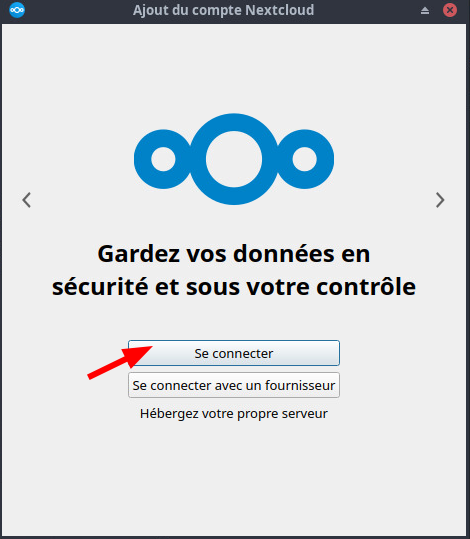 Ajout du compte Nextcloud
Gardez vos données en
sécurité et sous votre contrôle
Se connecter
Se connecter avec un fournisseur
Hébergez votre propre serveur